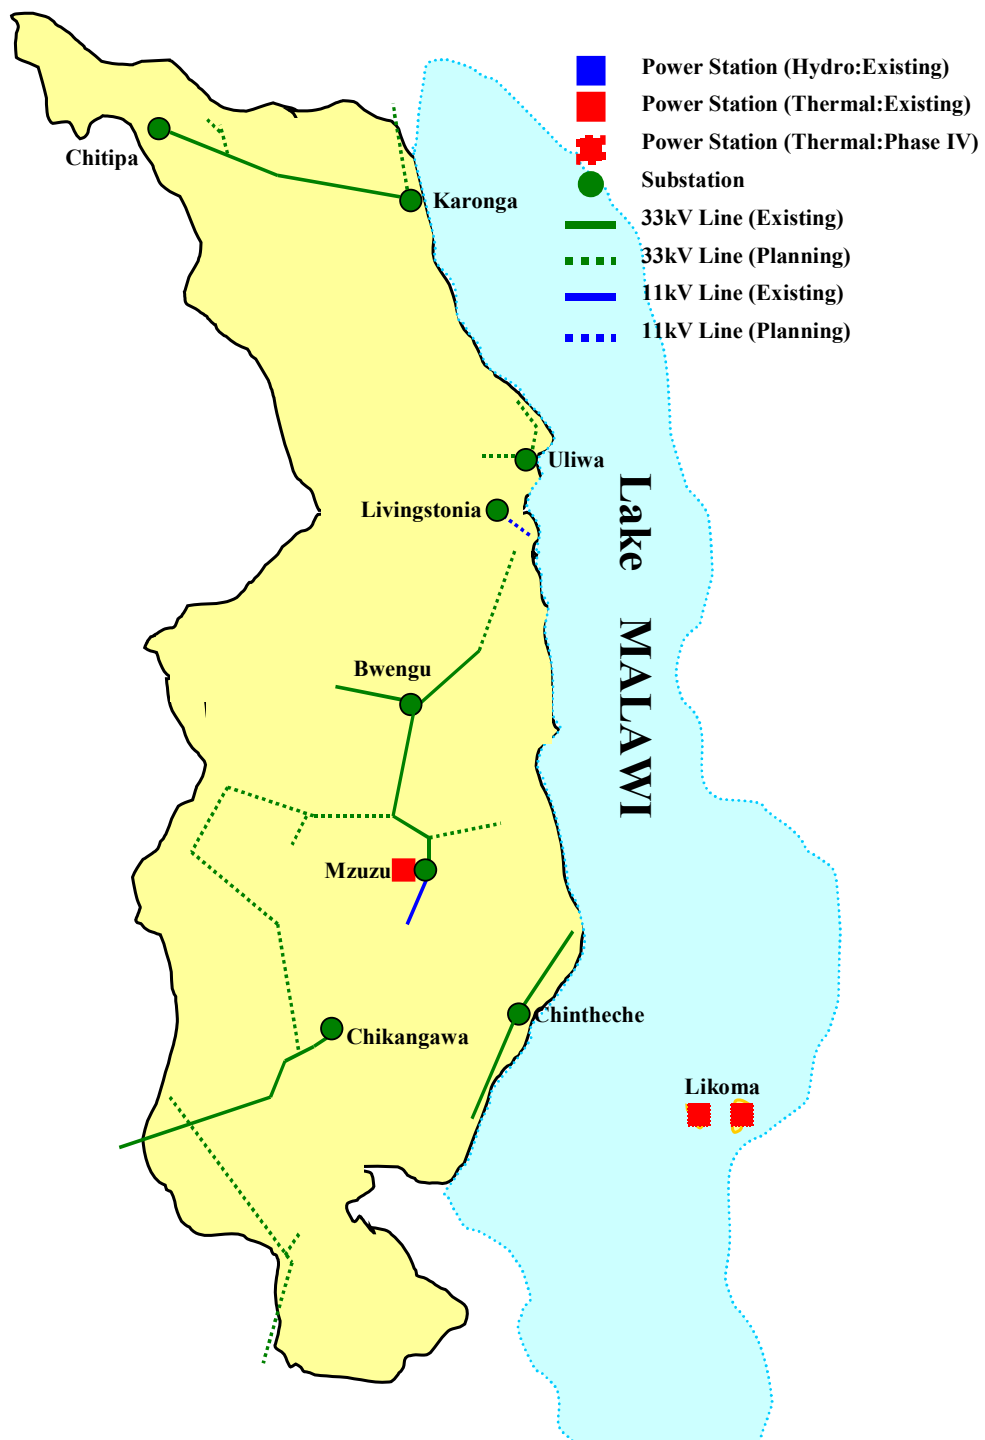 Power Station (Hydro:Existing)
Power Station (Thermal:Existing)
Power Station (Thermal:Phase IV)
Substation
33kV Line (Existing)
33kV Line (Planning)
11kV Line (Existing)
11kV Line (Planning)
Chitipa
Karonga
Uliwa
Livingstonia
Lake MALAWI
Bwengu
Mzuzu
Chintheche
Chikangawa
Likoma